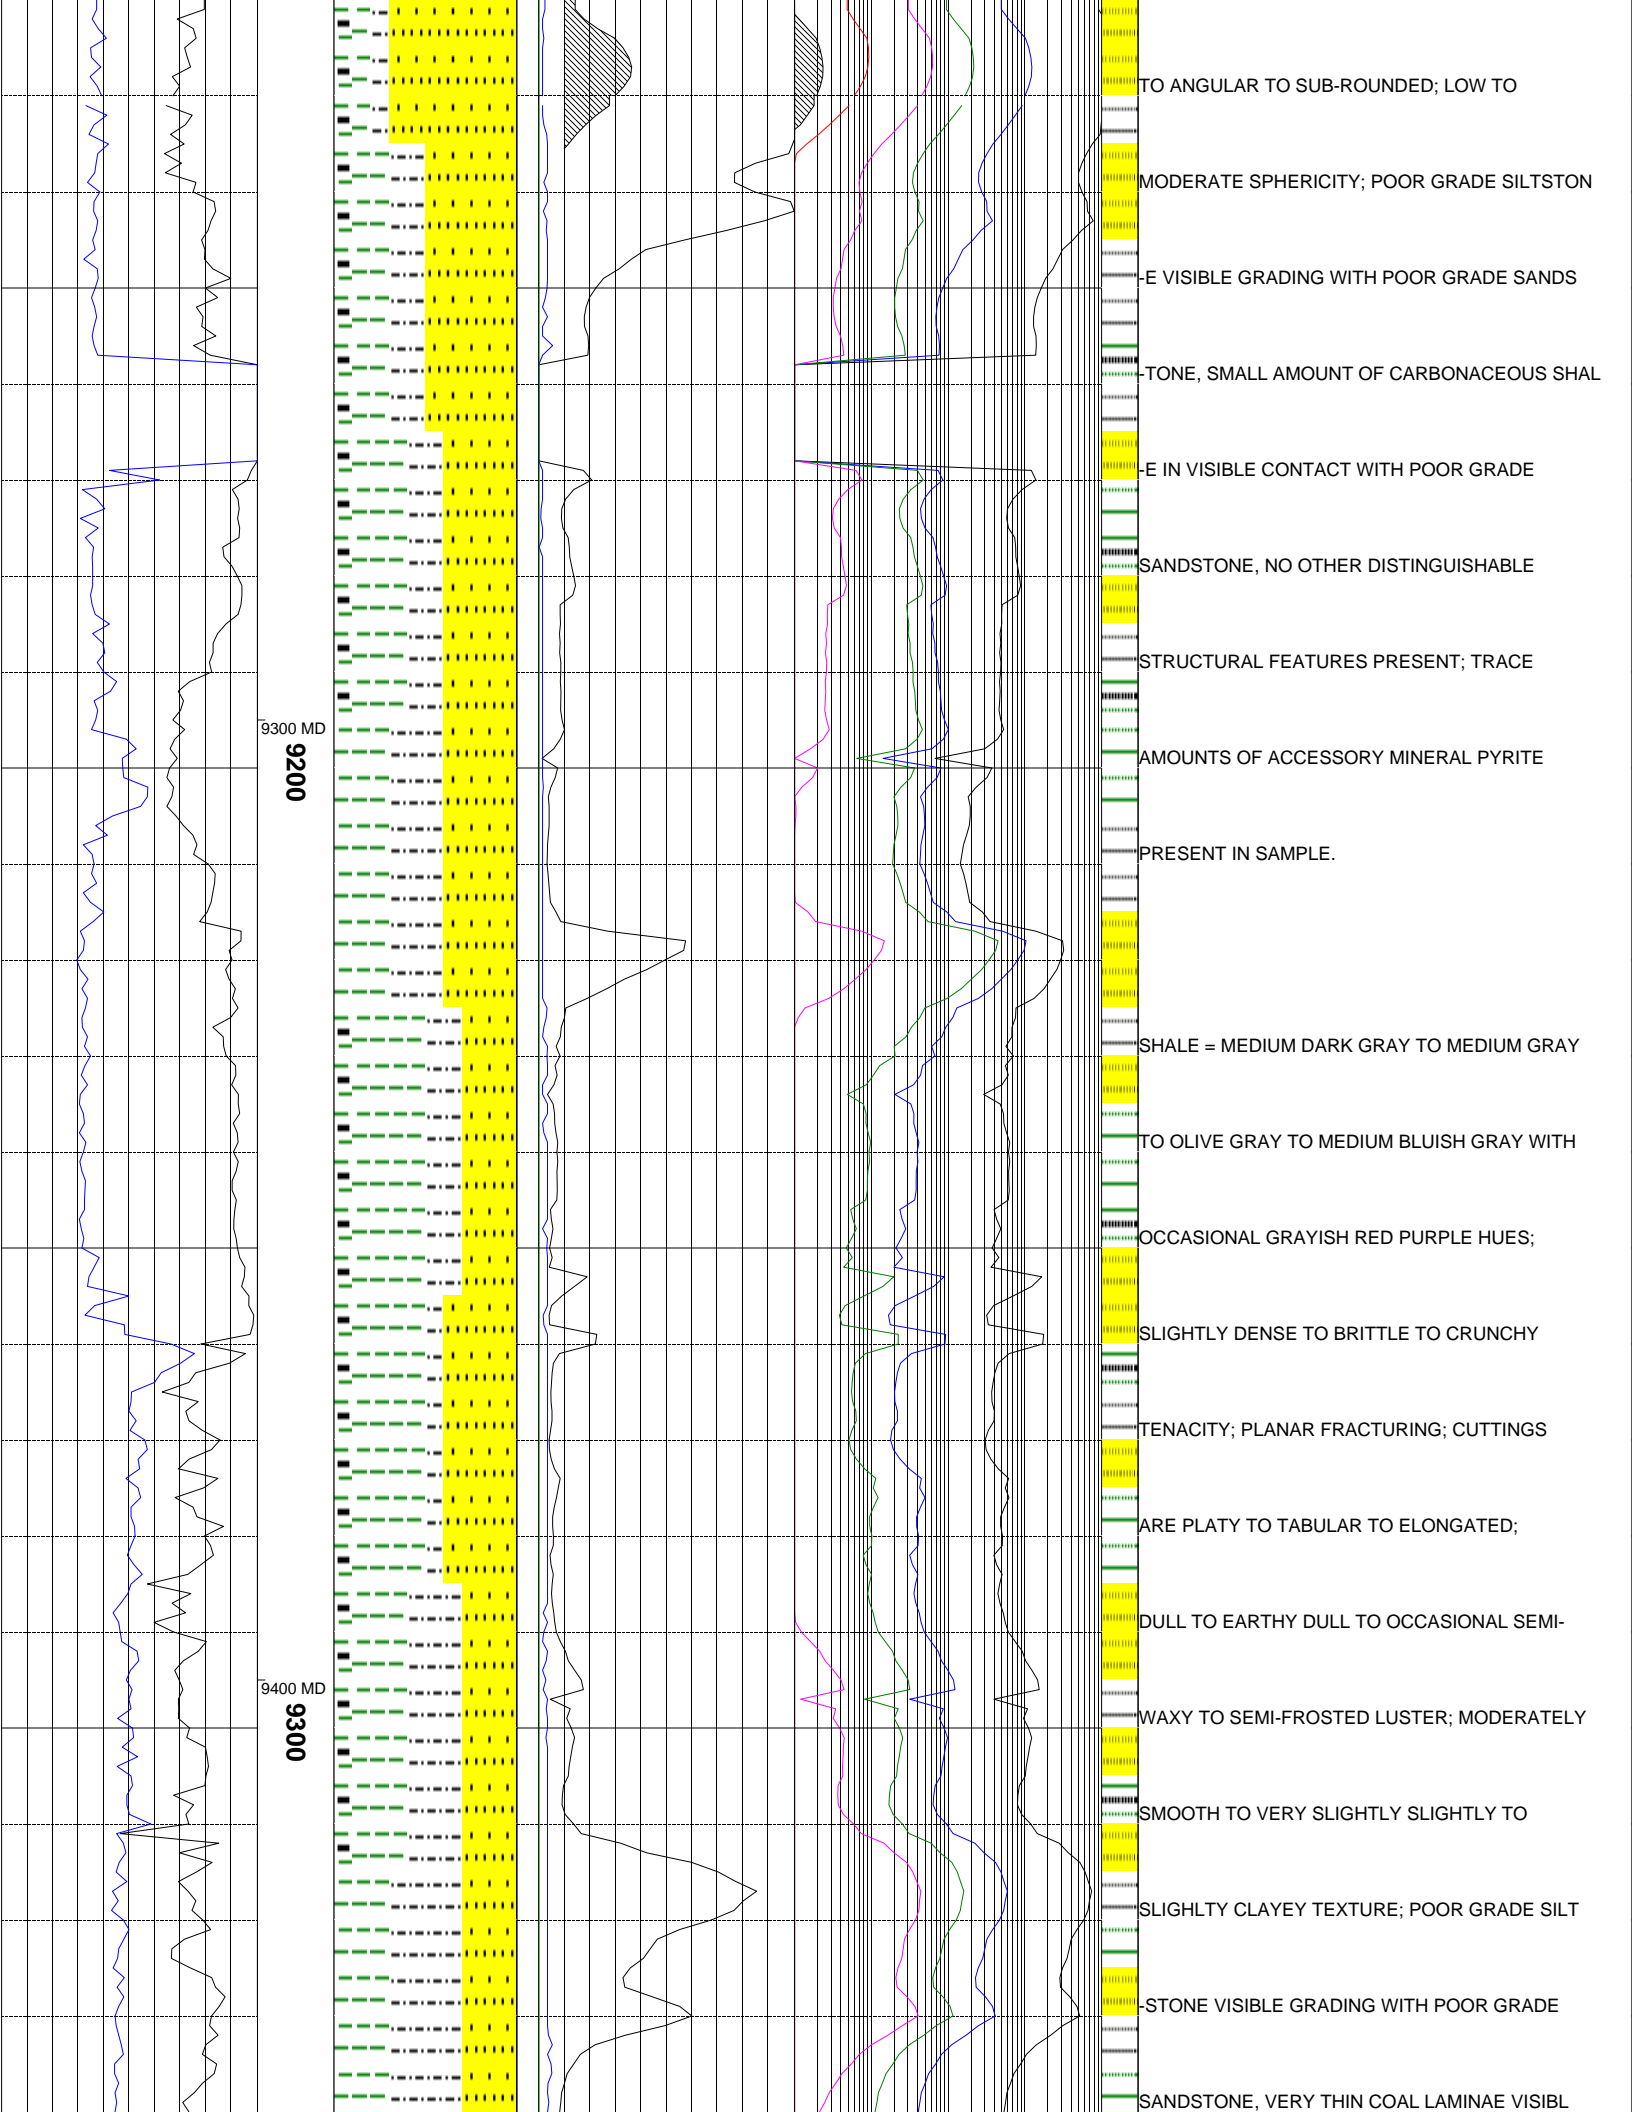 TO ANGULAR TO SUB-ROUNDED; LOW TO
MODERATE SPHERICITY; POOR GRADE SILTSTON
-E VISIBLE GRADING WITH POOR GRADE SANDS
-TONE, SMALL AMOUNT OF CARBONACEOUS SHAL
-E IN VISIBLE CONTACT WITH POOR GRADE
SANDSTONE, NO OTHER DISTINGUISHABLE
STRUCTURAL FEATURES PRESENT; TRACE
9300 MD
9200
AMOUNTS OF ACCESSORY MINERAL PYRITE
PRESENT IN SAMPLE.
SHALE = MEDIUM DARK GRAY TO MEDIUM GRAY
TO OLIVE GRAY TO MEDIUM BLUISH GRAY WITH
OCCASIONAL GRAYISH RED PURPLE HUES;
SLIGHTLY DENSE TO BRITTLE TO CRUNCHY
TENACITY; PLANAR FRACTURING; CUTTINGS
ARE PLATY TO TABULAR TO ELONGATED;
DULL TO EARTHY DULL TO OCCASIONAL SEMI-
9400 MD
9300
WAXY TO SEMI-FROSTED LUSTER; MODERATELY
SMOOTH TO VERY SLIGHTLY SLIGHTLY TO
SLIGHLTY CLAYEY TEXTURE; POOR GRADE SILT
-STONE VISIBLE GRADING WITH POOR GRADE
SANDSTONE, VERY THIN COAL LAMINAE VISIBL